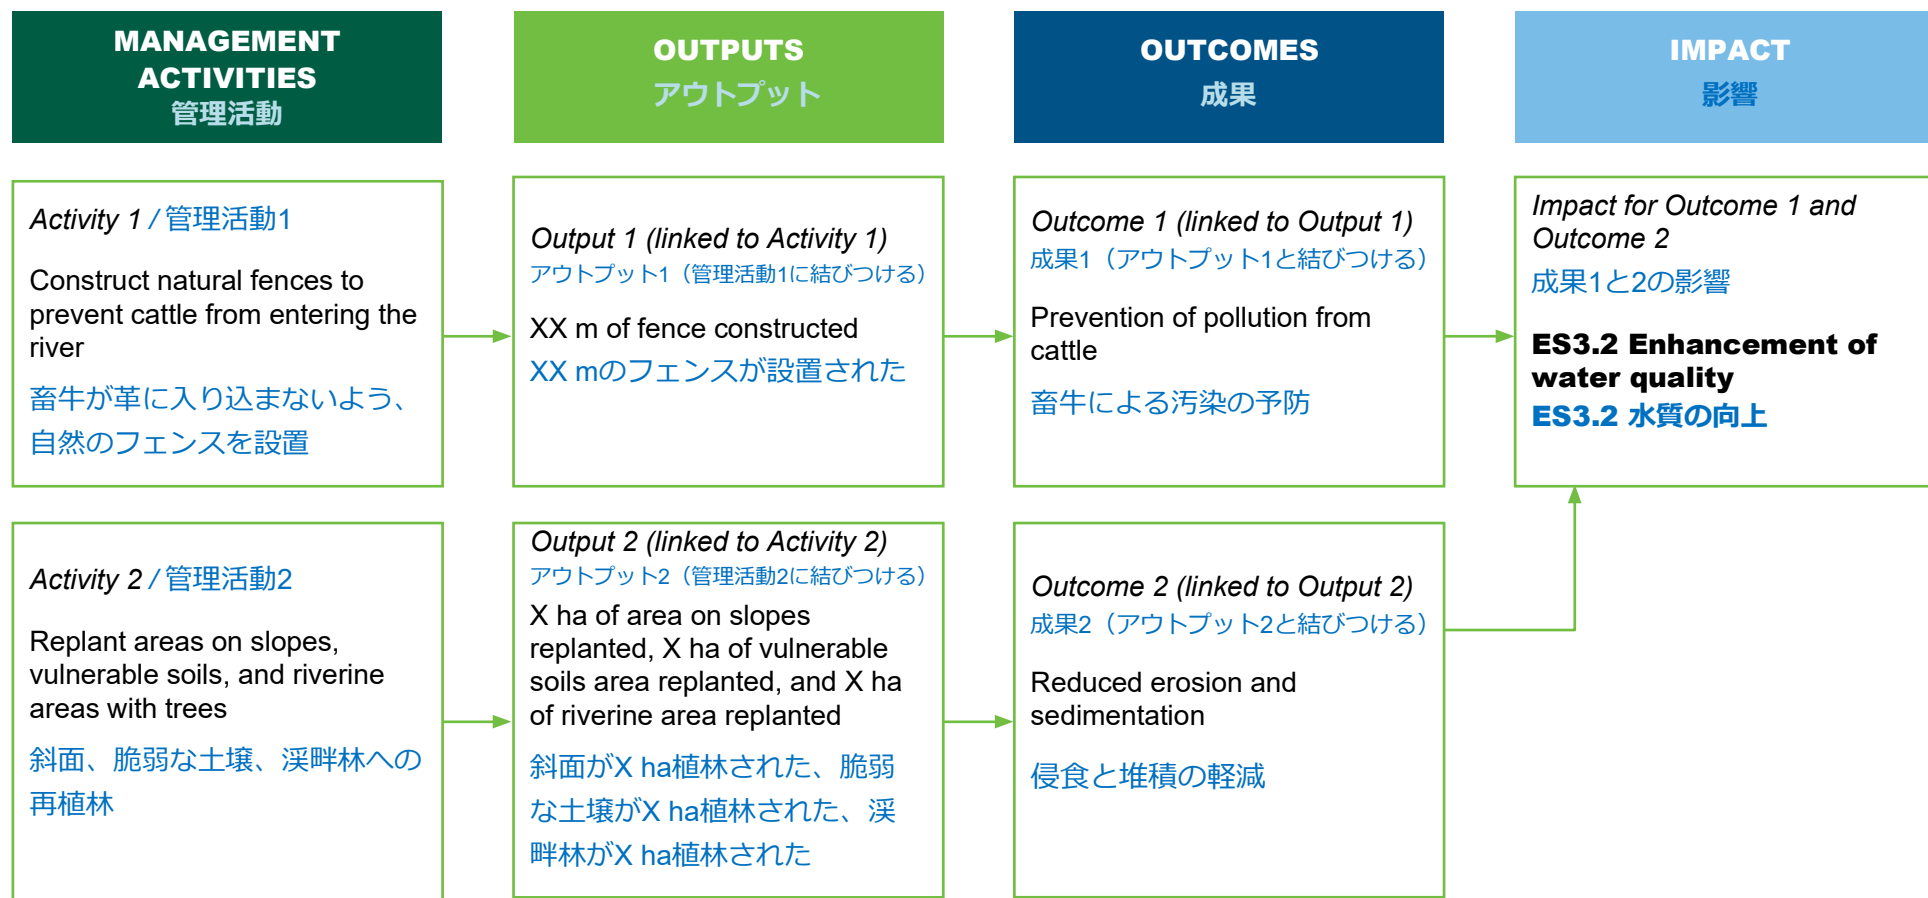 MANAGEMENT
ACTIVITIES
管理活動
OUTPUTS
アウトプット
OUTCOMES
成果
IMPACT
影響
Activity 1 / 管理活動1
Construct natural fences to
prevent cattle from entering the
river
畜牛が革に入り込まないよう、
自然のフェンスを設置
Output 1 (linked to Activity 1)
アウトプット1（管理活動1に結びつける）
XX m of fence constructed
XX mのフェンスが設置された
Outcome 1 (linked to Output 1)
成果1（アウトプット1と結びつける）
Prevention of pollution from
cattle
畜牛による汚染の予防
Impact for Outcome 1 and
Outcome 2
成果1と2の影響
ES3.2 Enhancement of
water quality
ES3.2 水質の向上
Activity 2 / 管理活動2
Replant areas on slopes,
vulnerable soils, and riverine
areas with trees
斜面、脆弱な土壌、渓畔林への
再植林
Output 2 (linked to Activity 2)
アウトプット2（管理活動2に結びつける）
X ha of area on slopes
replanted, X ha of vulnerable
soils area replanted, and X ha
of riverine area replanted
斜面がX ha植林された、脆弱
な土壌がX ha植林された、渓
畔林がX ha植林された
Outcome 2 (linked to Output 2)
成果2（アウトプット2と結びつける）
Reduced erosion and
sedimentation
侵食と堆積の軽減